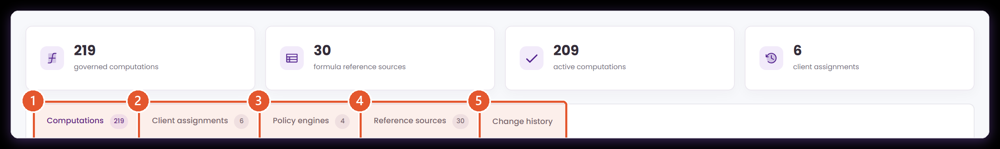 219
governed computations
30
formula reference sources
209
active computations
6
client assignments
1 2 3 4 5
Computations 219 Client assignments 6 Policy engines 4 Reference sources 30 Change history